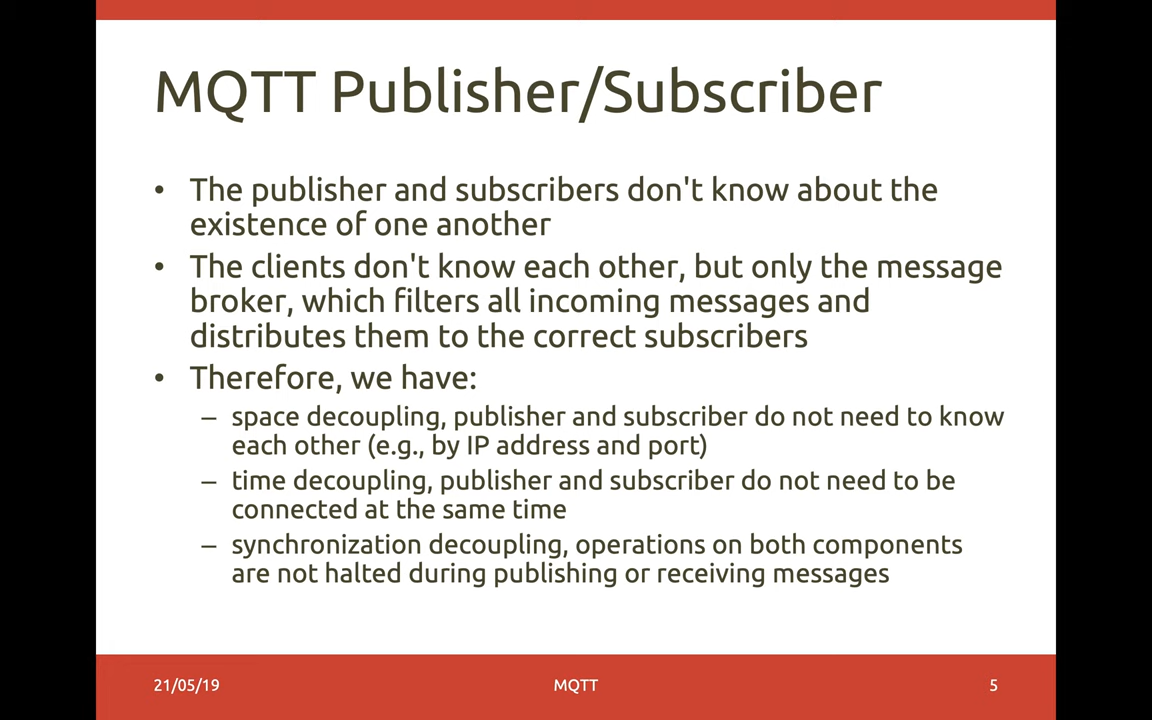 MQTT Publisher/Subscriber
• The publisher and subscribers don't know about the
existence of one another
• The clients don't know each other, but only the message
broker, which filters all incoming messages and
distributes them to the correct subscribers
• Therefore, we have:
– space decoupling, publisher and subscriber do not need to know
each other (e.g., by IP address and port)
– time decoupling, publisher and subscriber do not need to be
connected at the same time
– synchronization decoupling, operations on both components
are not halted during publishing or receiving messages
21/05/19
MQTT
5